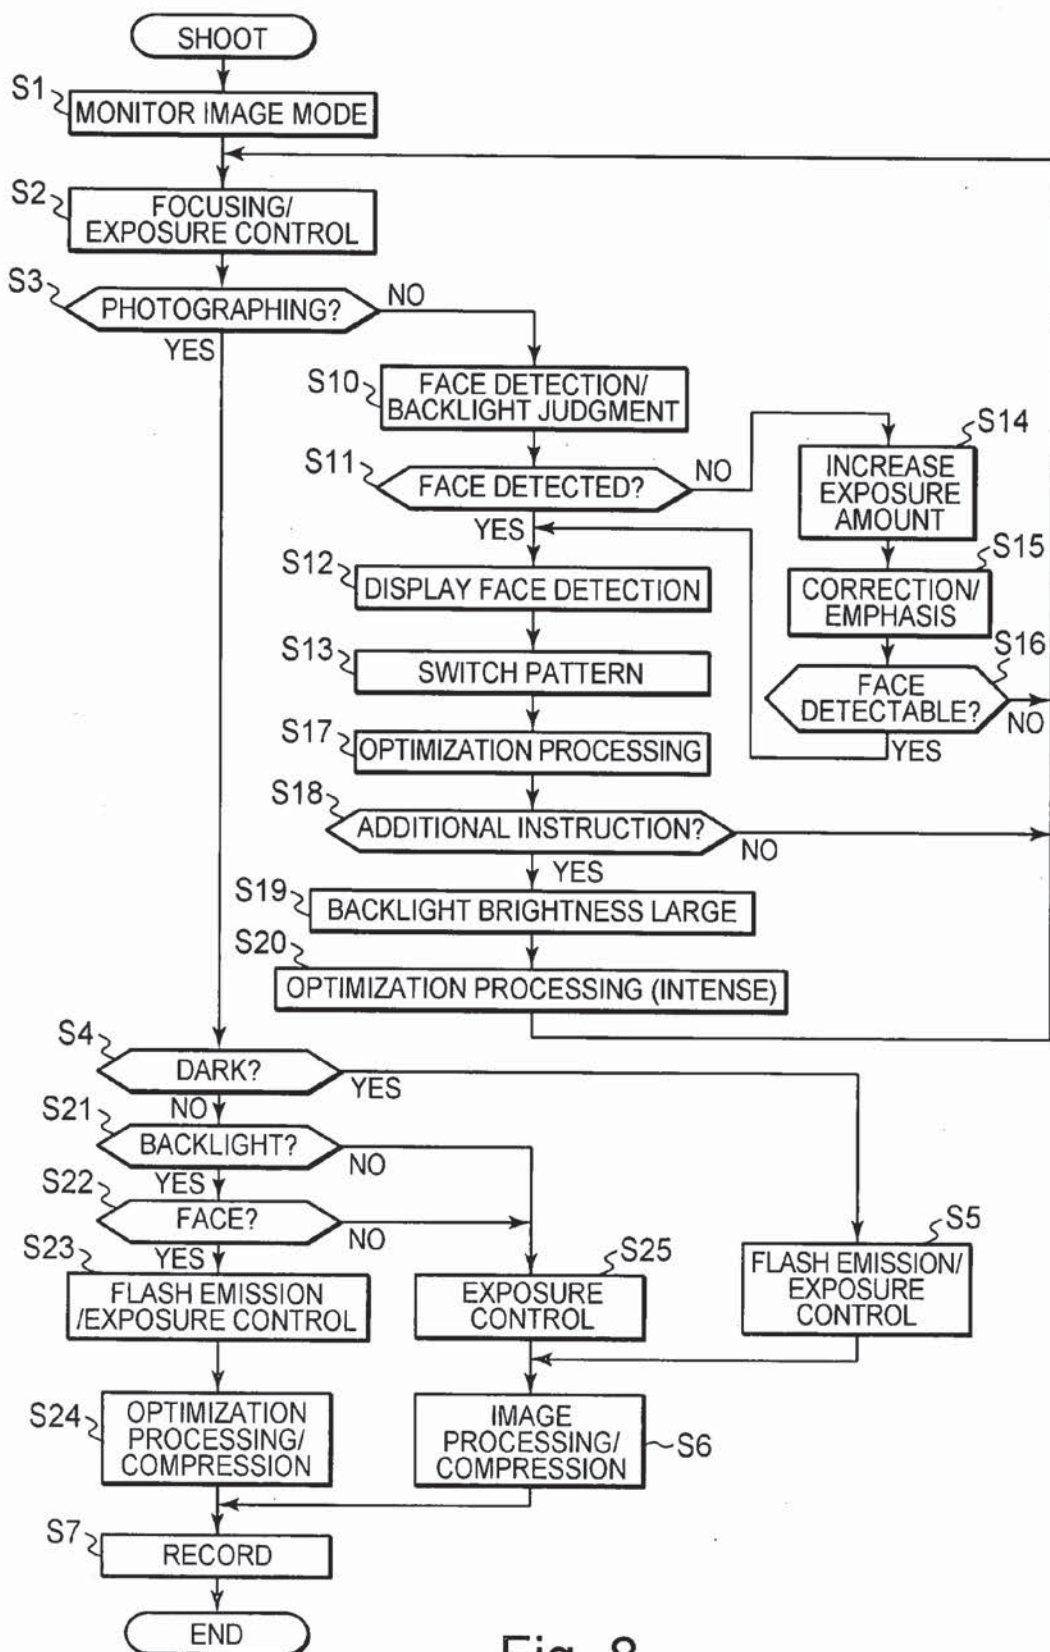 SHOOT
S1
MONITOR IMAGE MODE
S2
FOCUSING/
EXPOSURE CONTROL
S3
PHOTOGRAPHING?
NO
YES
S10
FACE DETECTION/
BACKLIGHT JUDGMENT
S11
FACE DETECTED?
NO
YES
S14
INCREASE
EXPOSURE
AMOUNT
S15
CORRECTION/
EMPHASIS
S16
FACE
DETECTABLE?
NO
YES
S12
DISPLAY FACE DETECTION
S13
SWITCH PATTERN
S17
OPTIMIZATION PROCESSING
S18
ADDITIONAL INSTRUCTION?
NO
YES
S19
BACKLIGHT BRIGHTNESS LARGE
S20
OPTIMIZATION PROCESSING (INTENSE)
S4
DARK?
YES
NO
S21
BACKLIGHT?
NO
YES
S22
FACE?
NO
YES
S23
FLASH EMISSION
/EXPOSURE CONTROL
S25
EXPOSURE
CONTROL
S5
FLASH EMISSION/
EXPOSURE
CONTROL
S24
OPTIMIZATION
PROCESSING/
COMPRESSION
IMAGE
PROCESSING/
COMPRESSION
S6
S7
RECORD
END
Fig. 8